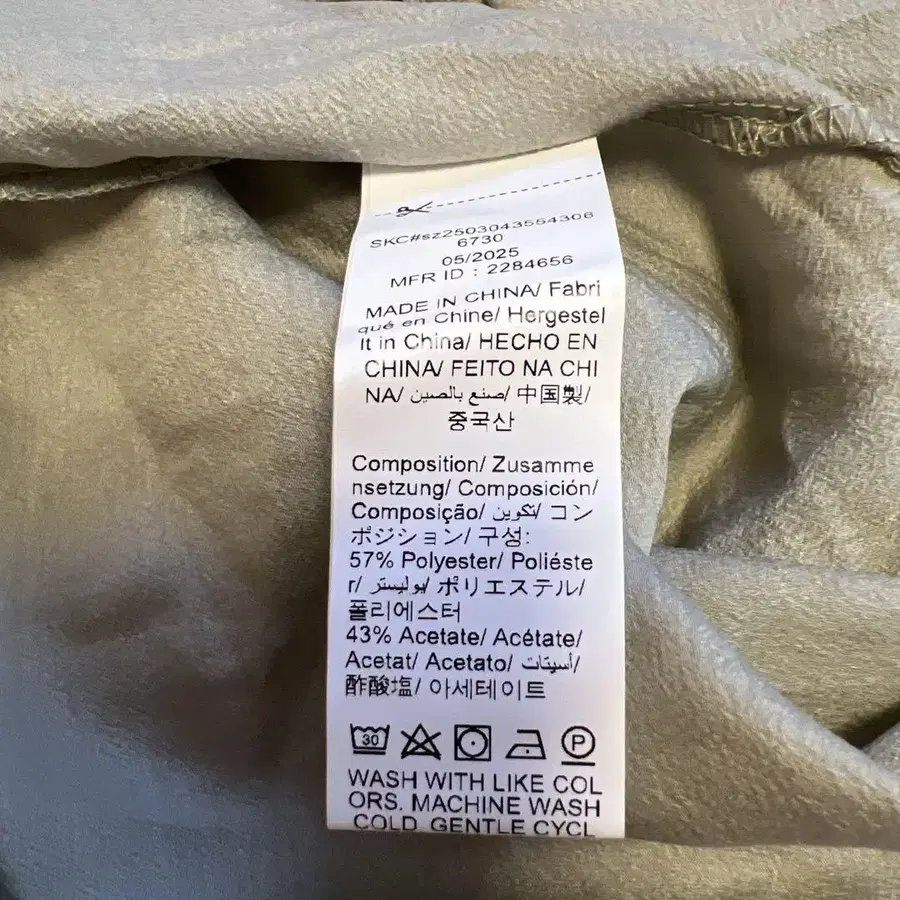 SKC#sz2503043554306
6730
05/2025
MFR ID : 2284656
MADE IN CHINA/ Fabri
qué en Chine/ Hergestel
lt in China/ HECHO EN
CHINA/ FEITO NA CHI
NA/ صنع بالصين/ 中国製/
중국산
Composition/ Zusamme
nsetzung/ Composición/
Composição/ تكوين/ コン
ポジション/ 구성:
57% Polyester/ Poliéste
r/ بوليستر/ ポリエステル/
폴리에스터
43% Acetate/ Acétate/
Acetat/ Acetato/ أسيتات/
酢酸塩/ 아세테이트
30 P
WASH WITH LIKE COL
ORS. MACHINE WASH
COLD. GENTLE CYCL